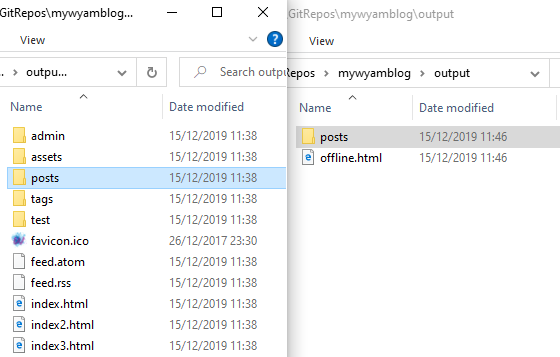 GitRepos\mywyamblog...
View
outpu...
Search outp
Name
Date modified
admin
15/12/2019 11:38
assets
15/12/2019 11:38
posts
15/12/2019 11:38
tags
15/12/2019 11:38
test
15/12/2019 11:38
favicon.ico
26/12/2017 23:30
feed.atom
15/12/2019 11:38
feed.rss
15/12/2019 11:38
index.html
15/12/2019 11:38
index2.html
15/12/2019 11:38
index3.html
15/12/2019 11:38
GitRepos\mywyamblog\output
View
Repos
mywyamblog
output
Name
Date modified
posts
15/12/2019 11:46
offline.html
15/12/2019 11:46